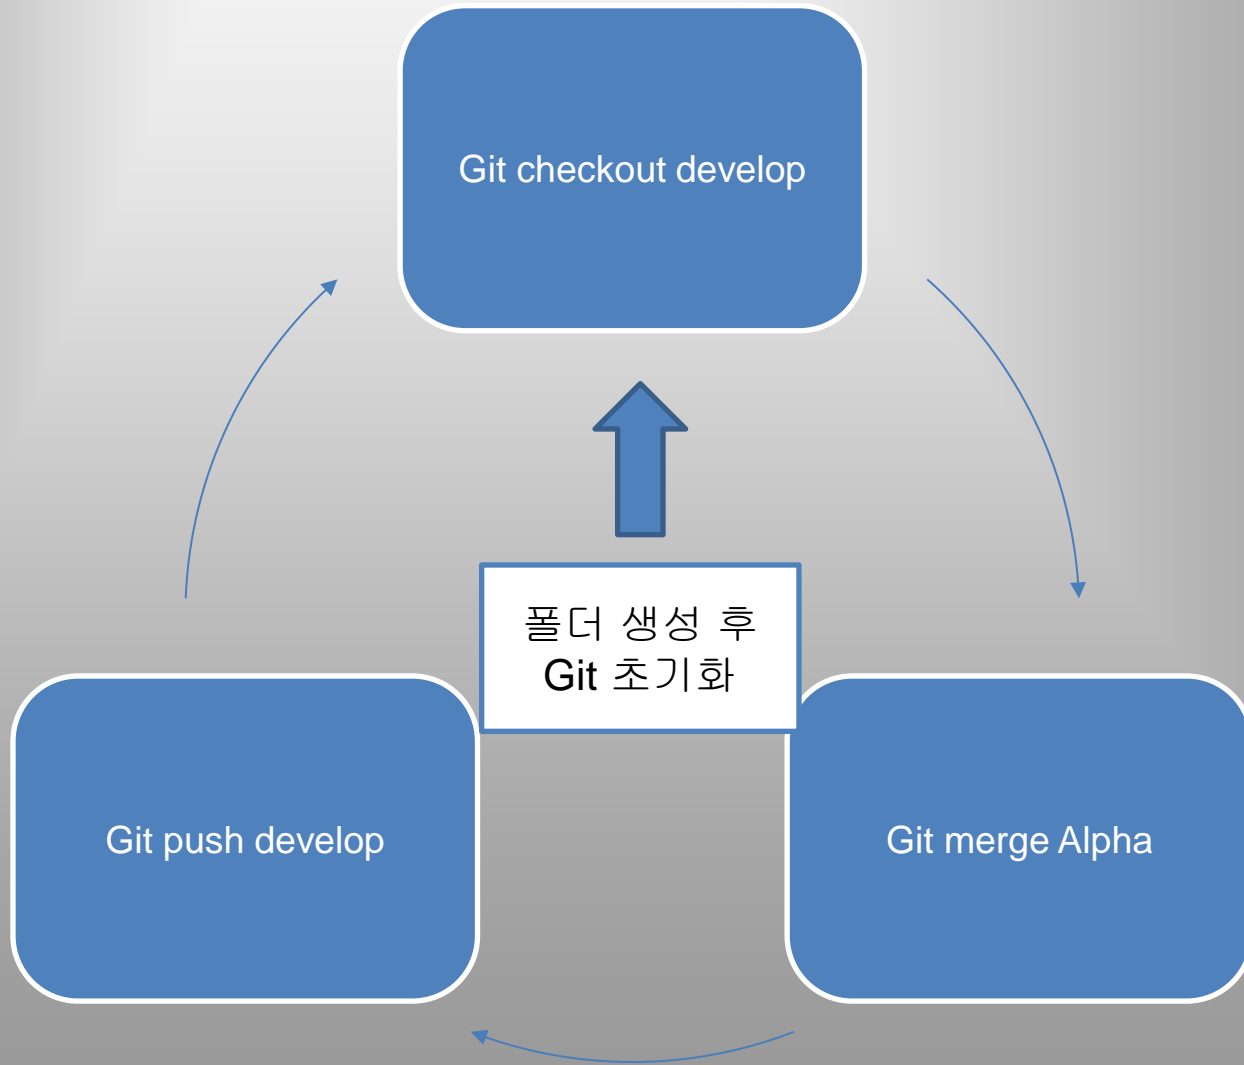 Git checkout develop
폴더 생성 후
Git 초기화
Git push develop
Git merge Alpha